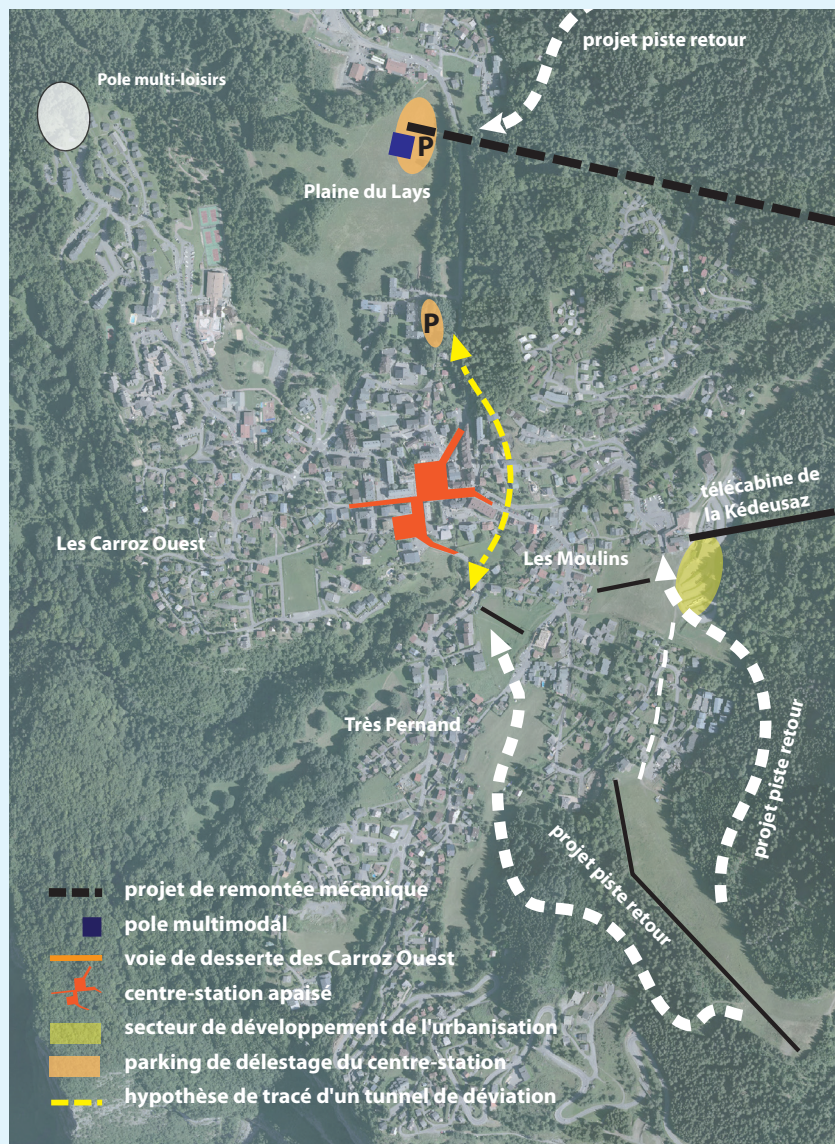 projet piste retour
Pole multi-loisirs
P
Plaine du Lays
P
télécabine de
la Kédeusaz
Les Carroz Ouest
Les Moulins
Très Pernand
projet piste retour
projet piste retour
projet de remontée mécanique
pole multimodal
voie de desserte des Carroz Ouest
centre-station apaisé
secteur de développement de l'urbanisation
parking de délestage du centre-station
hypothèse de tracé d'un tunnel de déviation